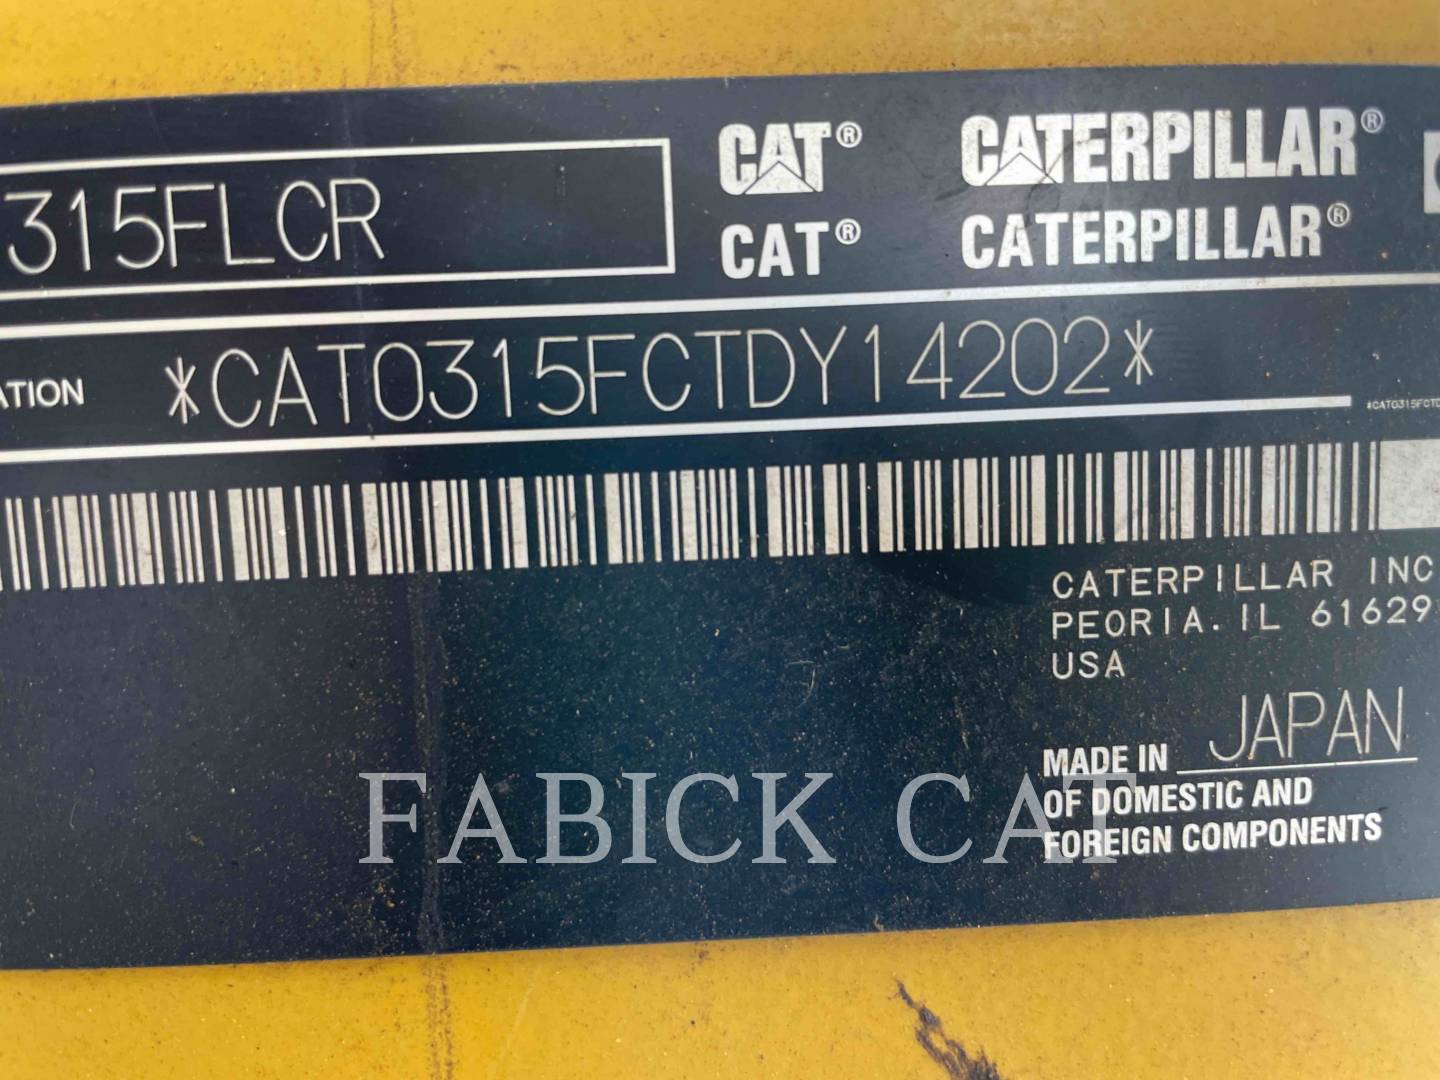 315FLCR
CAT® CATERPILLAR®
CAT® CATERPILLAR®
*CAT0315FCTDY14202*
CATERPILLAR INC
PEORIA. IL 61629
USA
MADE IN JAPAN
OF DOMESTIC AND
FOREIGN COMPONENTS
FABICK CAT